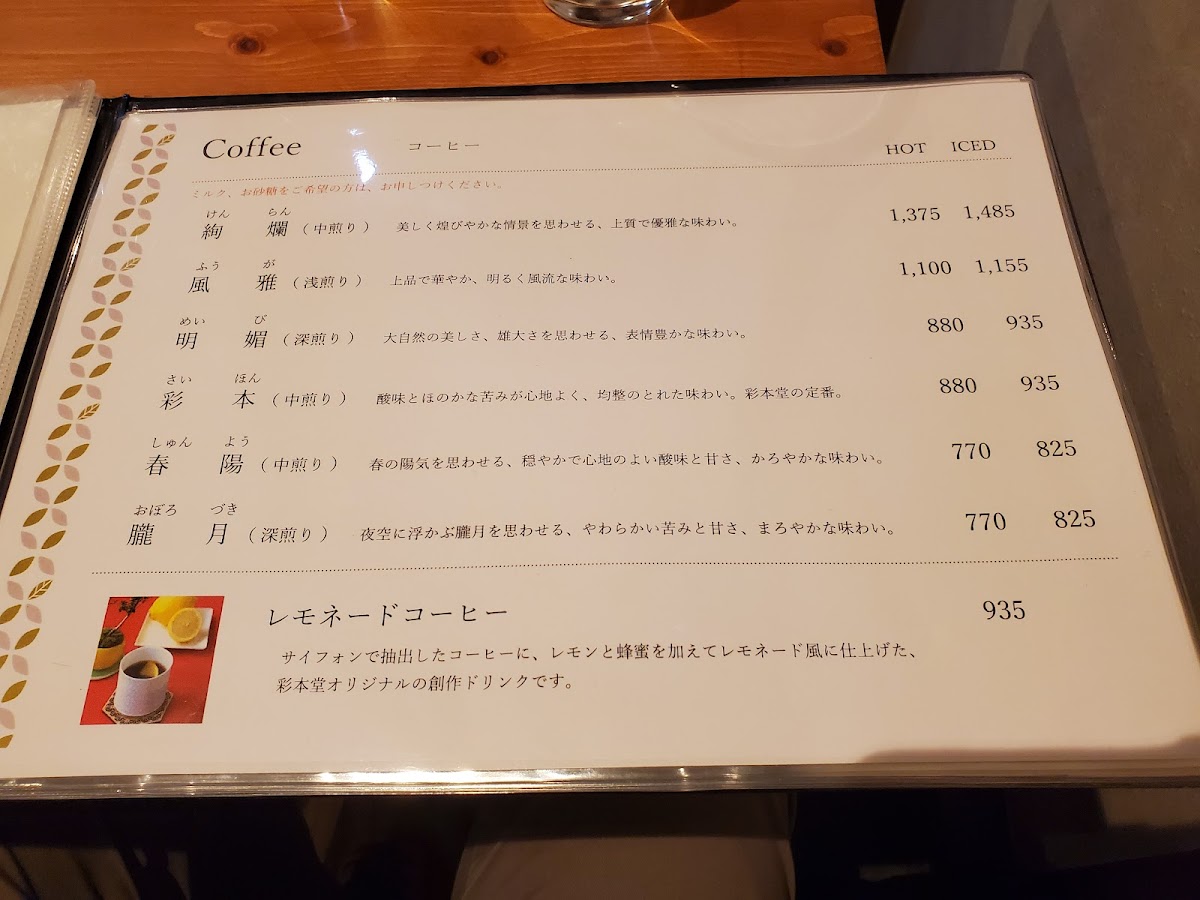 Coffee コーヒー HOT ICED
ミルク、お砂糖をご希望の方は、お申しつけください。
けん らん
絢 爛 (中煎り) 美しく煌びやかな情景を思わせる、上質で優雅な味わい。 1,375 1,485
ふう が
風 雅 (浅煎り) 上品で華やか、明るく風流な味わい。 1,100 1,155
めい び
明 媚 (深煎り) 大自然の美しさ、雄大さを思わせる、表情豊かな味わい。 880 935
さい ほん
彩 本 (中煎り) 酸味とほのかな苦みが心地よく、均整のとれた味わい。彩本堂の定番。 880 935
しゅん よう
春 陽 (中煎り) 春の陽気を思わせる、穏やかで心地のよい酸味と甘さ、かろやかな味わい。 770 825
おぼろ づき
朧 月 (深煎り) 夜空に浮かぶ朧月を思わせる、やわらかい苦みと甘さ、まろやかな味わい。 770 825
レモネードコーヒー 935
サイフォンで抽出したコーヒーに、レモンと蜂蜜を加えてレモネード風に仕上げた、
彩本堂オリジナルの創作ドリンクです。